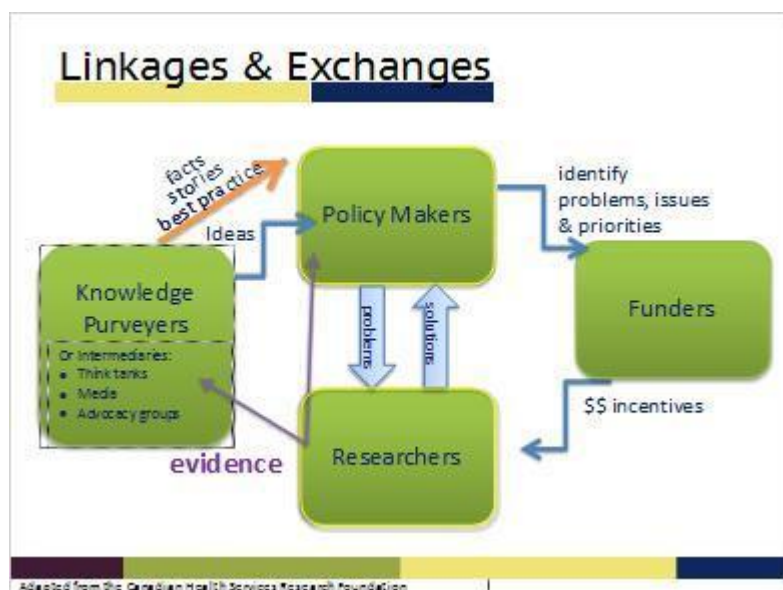 Linkages & Exchanges
facts
stories
best practice
Ideas
Policy Makers
identify
problems, issues
& priorities
Knowledge
Purveyers
Or Intermediaries:
Think tanks
Media
Advocacy groups
problems
solutions
Funders
$$ incentives
evidence
Researchers
Adapted from the Canadian Health Services Research Foundation